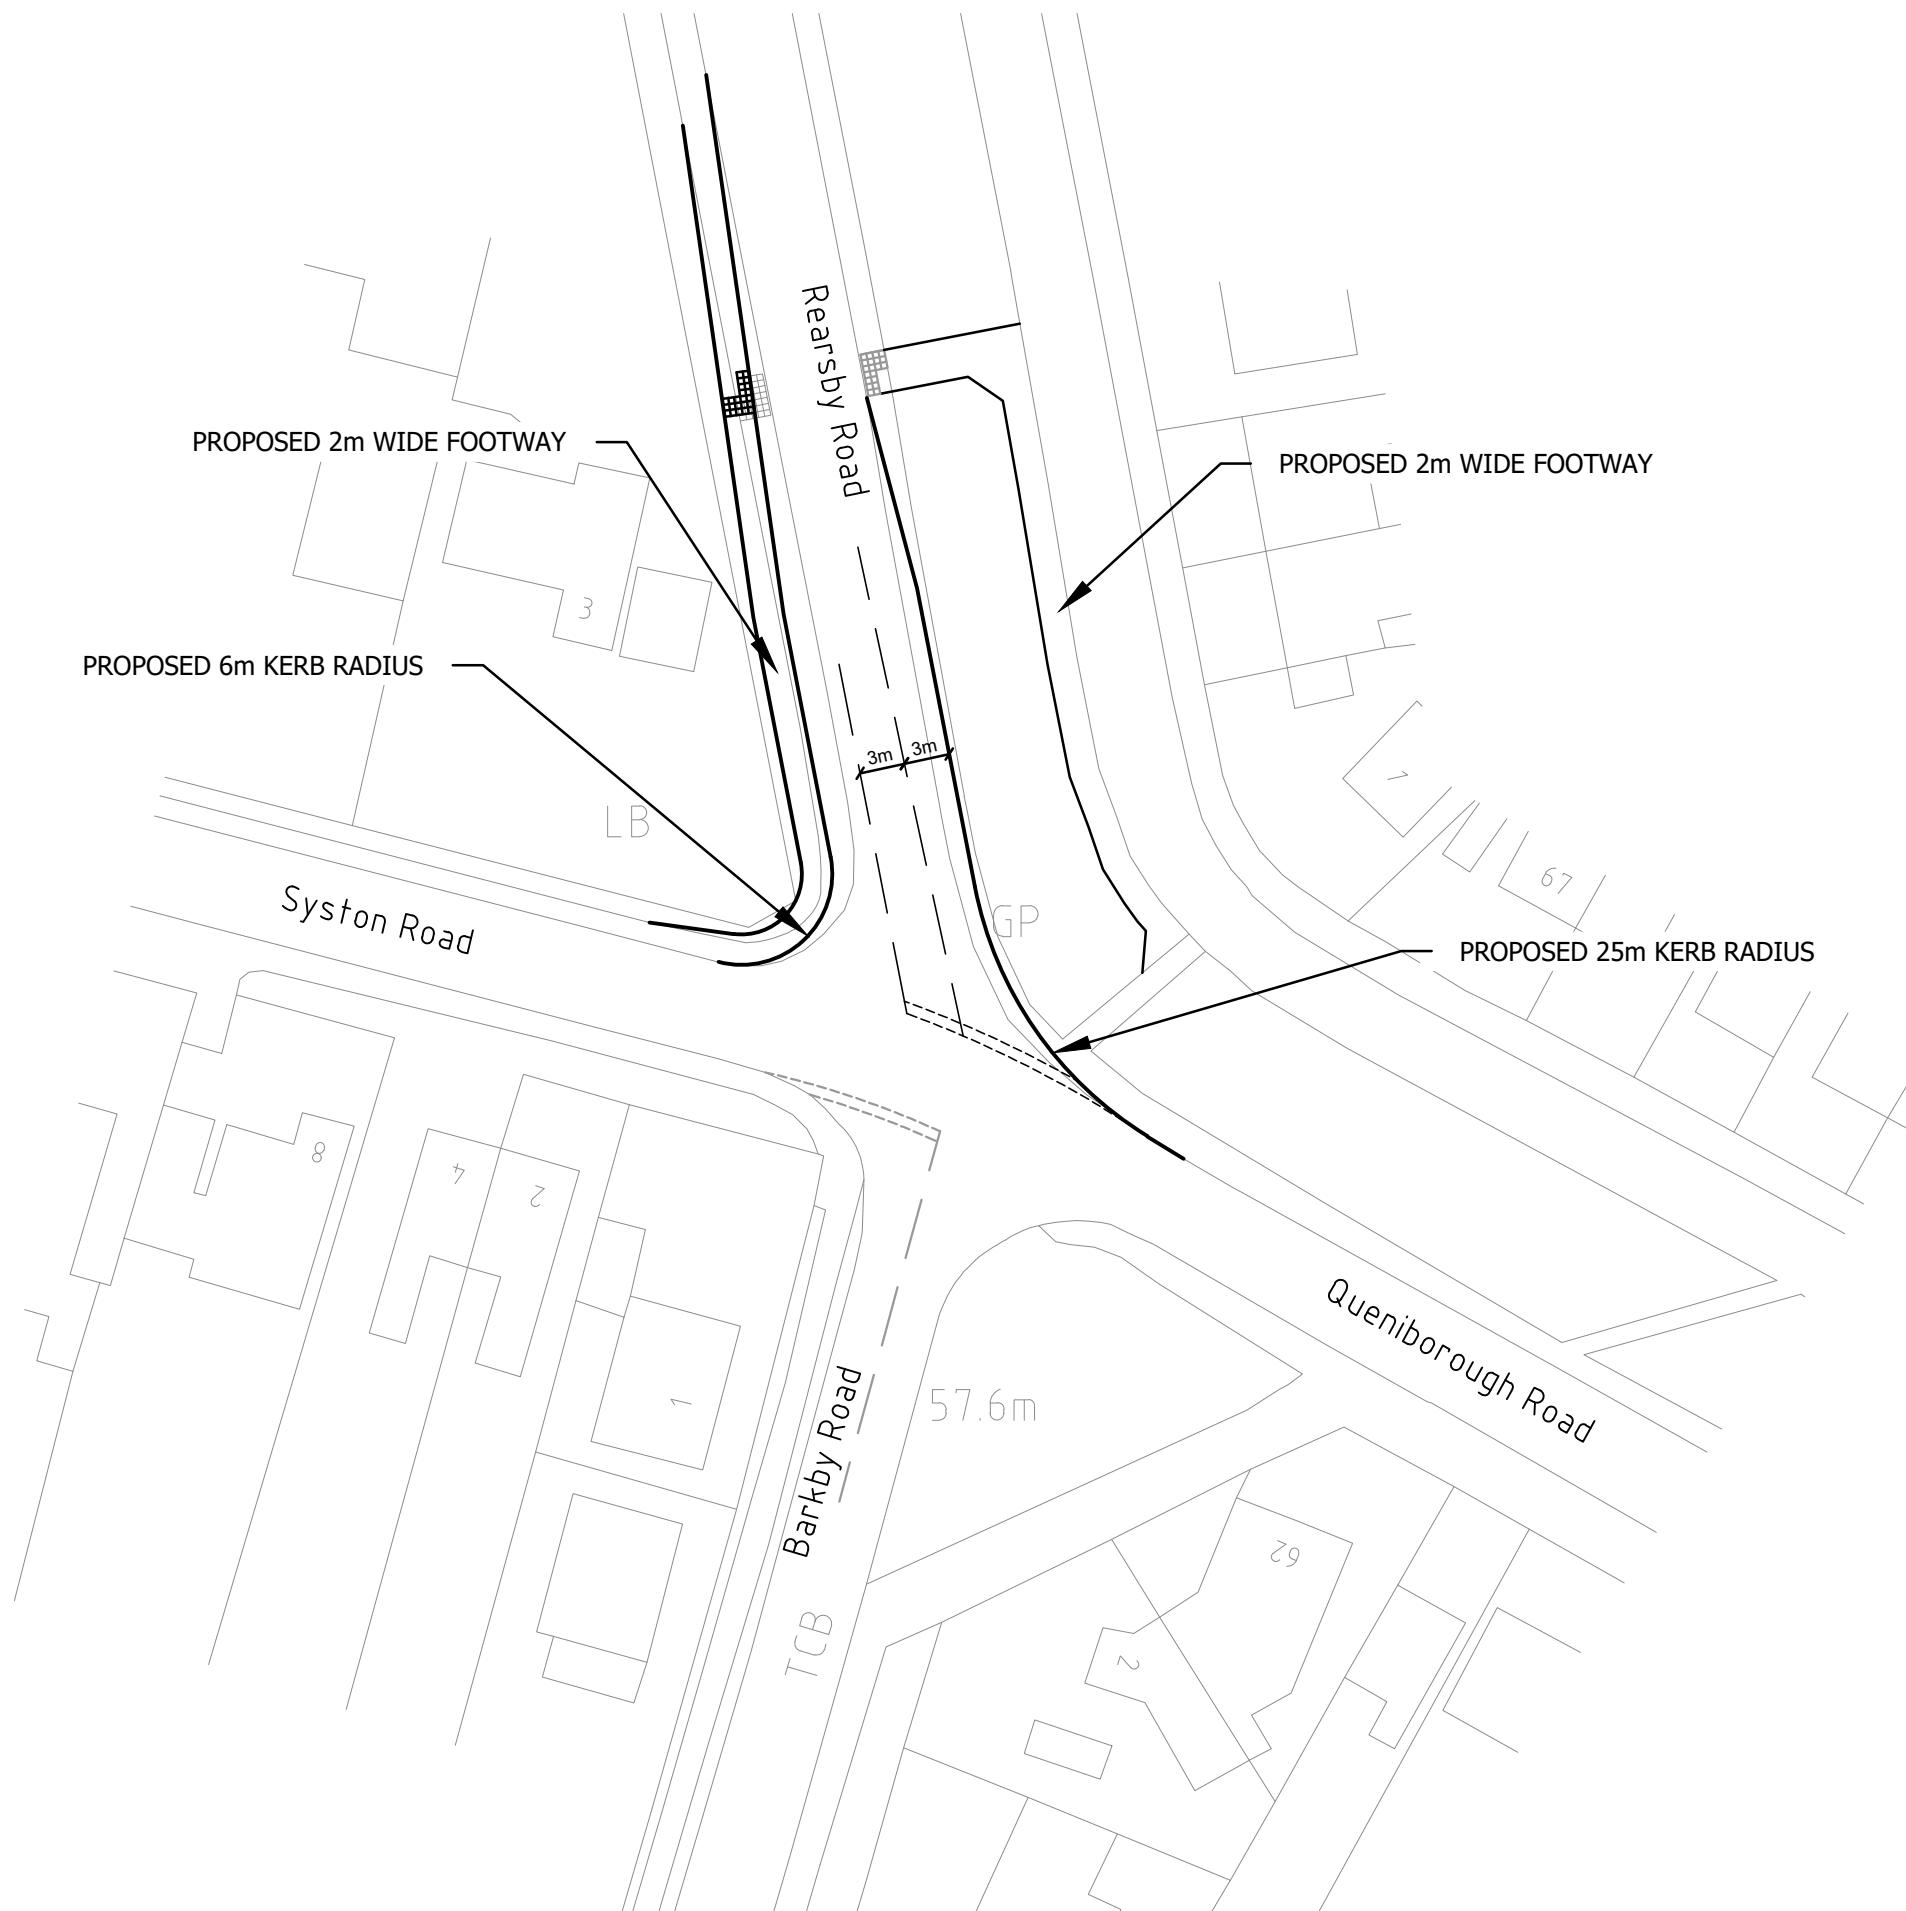 Rearsby Road
PROPOSED 2m WIDE FOOTWAY
PROPOSED 2m WIDE FOOTWAY
3
PROPOSED 6m KERB RADIUS
3m
3m
1
LB
67
Syston Road
GP
PROPOSED 25m KERB RADIUS
8
4
2
Queniborough Road
1
57.6m
Barkby Road
62
TCB
2